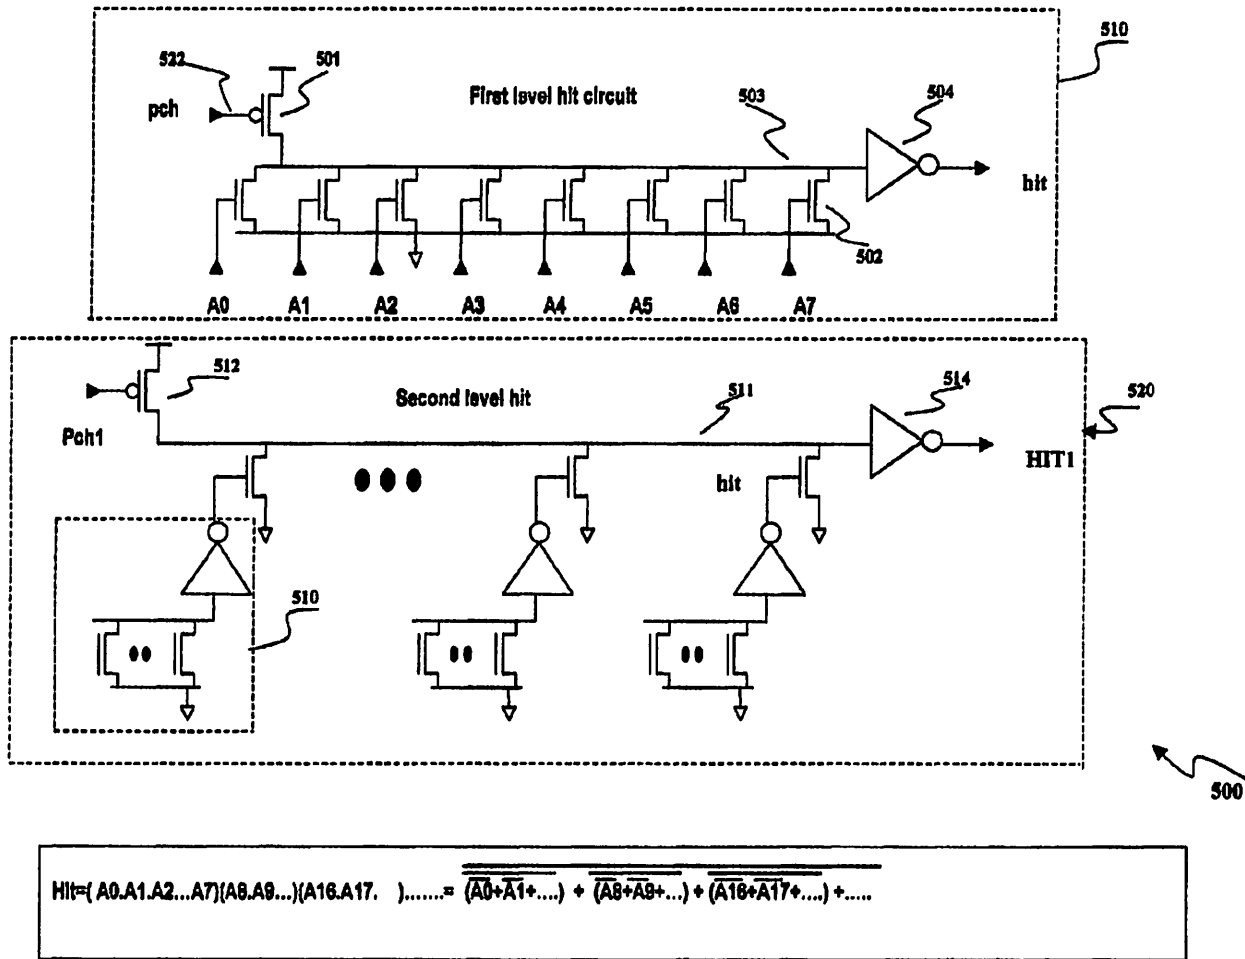 510
522
501
pch
First level hit circuit
503
504
hit
502
A0 A1 A2 A3 A4 A5 A6 A7
512
Second level hit
511
514
520
Pch1
HIT1
hit
510
500
Hit=( A0.A1.A2...A7)(A8.A9...)(A16.A17. ).......= (A0+A1+....) + (A8+A9+...) + (A16+A17+....) +.....